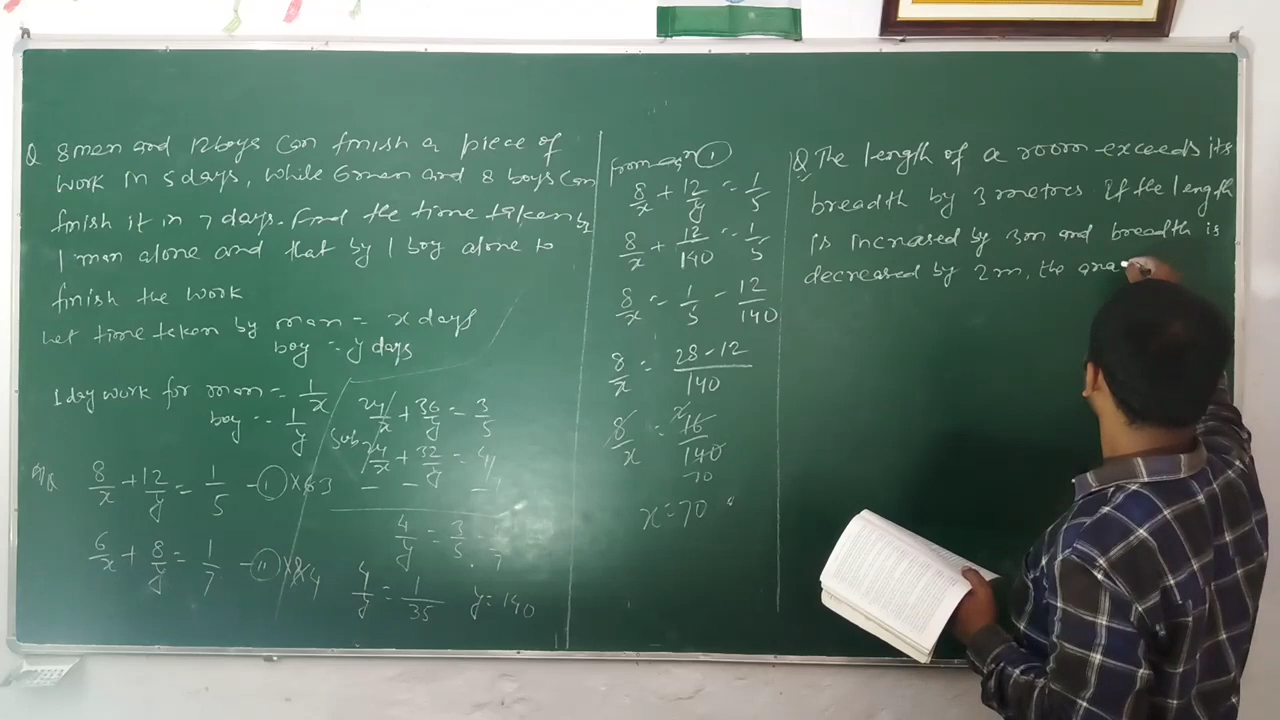 Q 8 men and 12 boys can finish a piece of
work in 5 days, while 6 men and 8 boys can
finish it in 7 days. Find the time taken by
1 man alone and that by 1 boy alone to
finish the work
Let time taken by man = x days
boy = y days
1 day work for man = 1/x
boy = 1/y
8/x + 12/y = 1/5 - (i) ×3
6/x + 8/y = 1/7 - (ii) ×4
24/x + 36/y = 3/5
Sub 24/x + 32/y = 4/
- - -
4/y = 3/5 -
4/y = 1/35 y = 140
from eqn (1)
8/x + 12/y = 1/5
8/x + 12/140 = 1/5
8/x = 1/5 - 12/140
8/x = 28-12/140
8/x = 16/140
70
x = 70
Q The length of a room exceeds its
breadth by 3 metres If the length
is increased by 3m and breadth is
decreased by 2m, the area